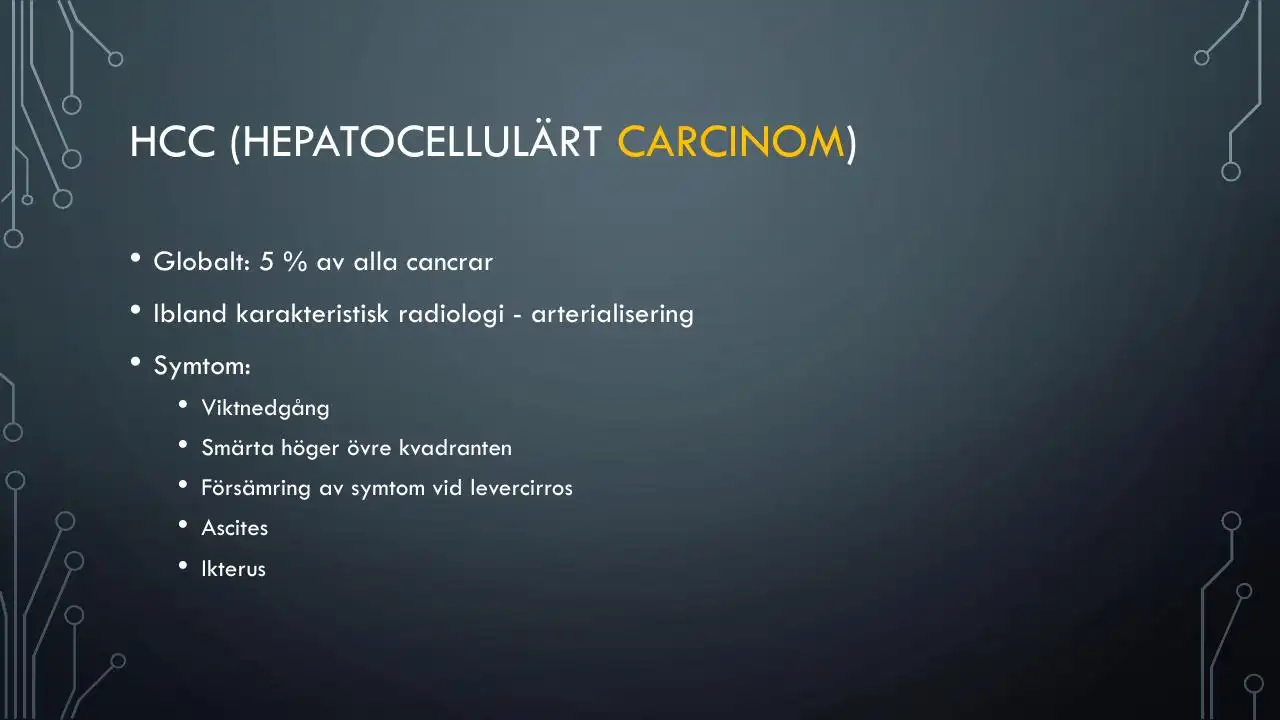 HCC (HEPATOCELLULÄRT CARCINOM)
• Globalt: 5 % av alla cancrar
• Ibland karakteristisk radiologi - arterialisering
• Symtom:
• Viktnedgång
• Smärta höger övre kvadranten
• Försämring av symtom vid levercirros
• Ascites
• Ikterus